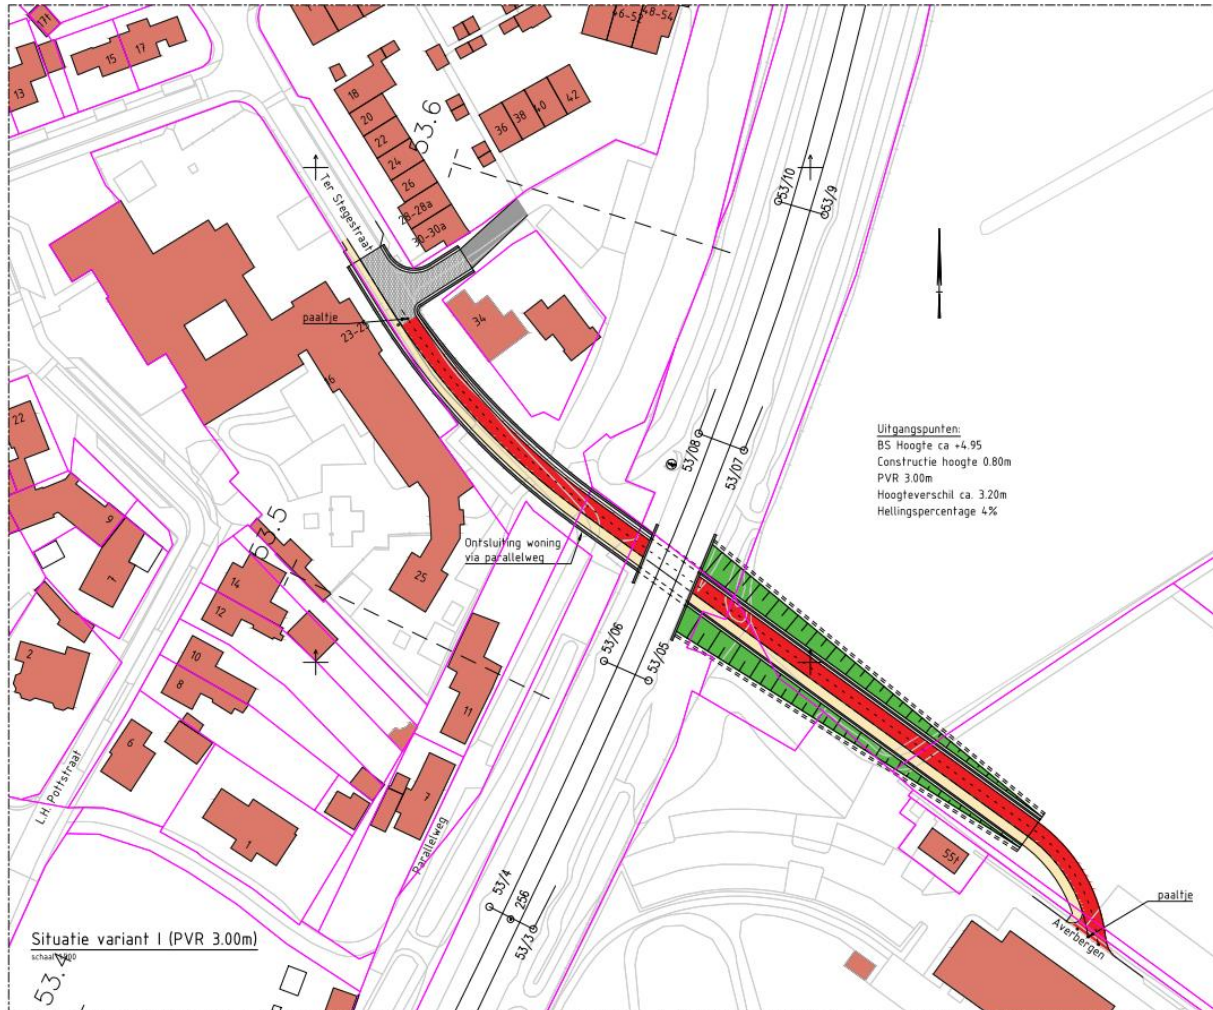 17t
15
17
13
46-52
48-54
18
20
22
24
26
28-28a
30-30a
36
38
40
42
53.6
Ter Stegestraat
53/10
53/9
34
paaltje
16
22
9
7
53/08
53/07
Uitgangspunten:
BS Hoogte ca +4.95
Constructie hoogte 0.80m
PVR 3.00m
Hoogteverschil ca. 3.20m
Hellingspercentage 4%
53.5
Ontsluiting woning
via parallelweg
25
14
12
10
8
2
6
11
7
1
53/06
53/05
L.H. Pottstraat
Parallelweg
55t
paaltje
Averbergen
53/4
256
53/3
Situatie variant I (PVR 3.00m)
53.4